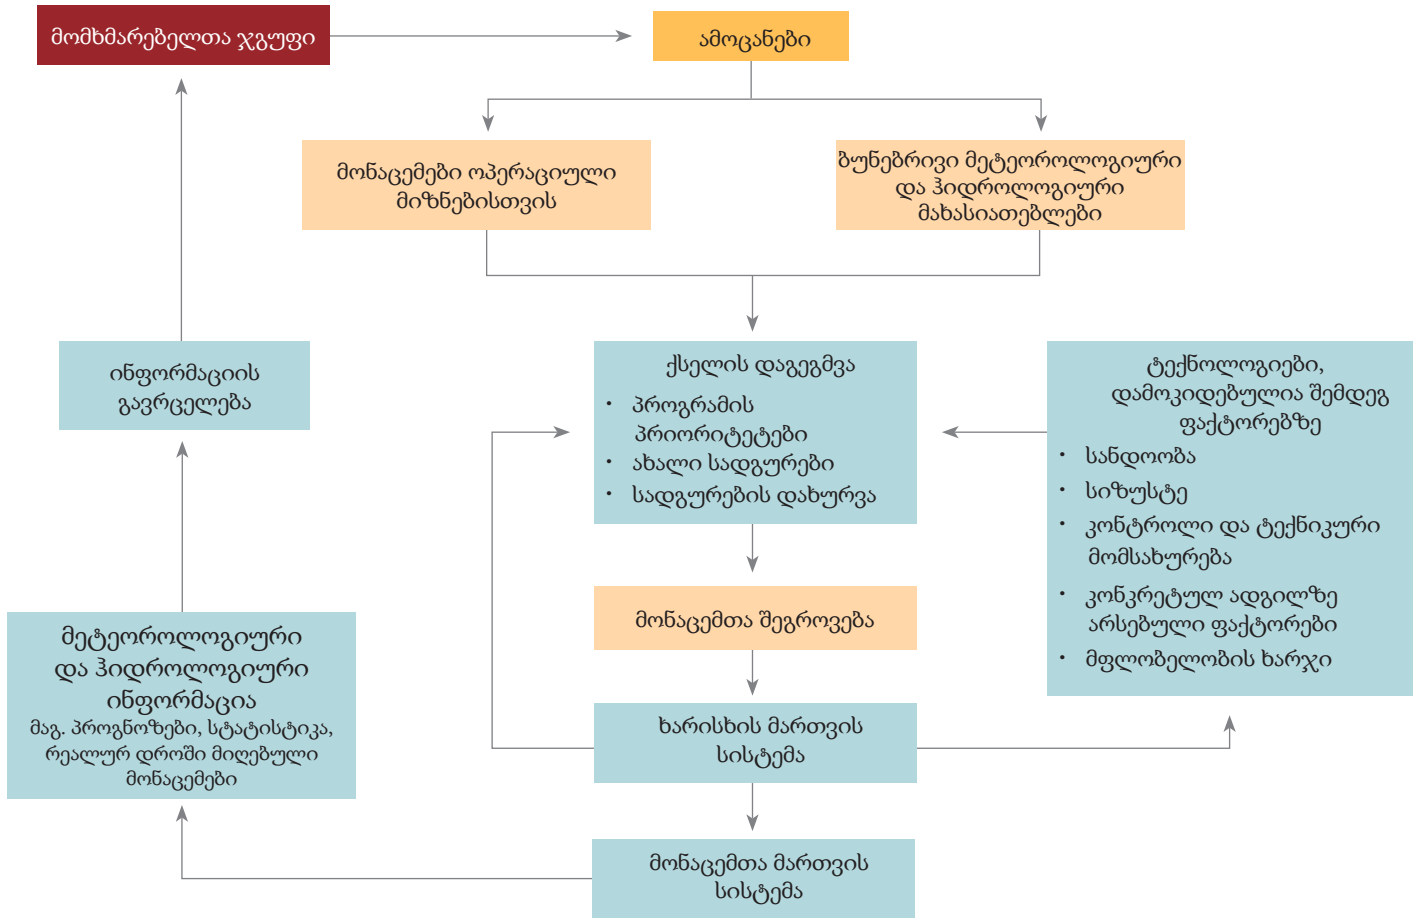 მომხმარებელთა ჯგუფი
ამოცანები
მონაცემები ოპერაციული
მიზნებისთვის
ბუნებრივი მეტეოროლოგიური
და ჰიდროლოგიური
მახასიათებლები
ინფორმაციის
გავრცელება
ქსელის დაგეგმვა
• პროგრამის
პრიორიტეტები
• ახალი სადგურები
• სადგურების დახურვა
ტექნოლოგიები,
დამოკიდებულია შემდეგ
ფაქტორებზე
• სანდოობა
• სიზუსტე
• კონტროლი და ტექნიკური
მომსახურება
• კონკრეტულ ადგილზე
არსებული ფაქტორები
• მფლობელობის ხარჯი
მონაცემთა შეგროვება
მეტეოროლოგიური
და ჰიდროლოგიური
ინფორმაცია
მაგ. პროგნოზები, სტატისტიკა,
რეალურ დროში მიღებული
მონაცემები
ხარისხის მართვის
სისტემა
მონაცემთა მართვის
სისტემა